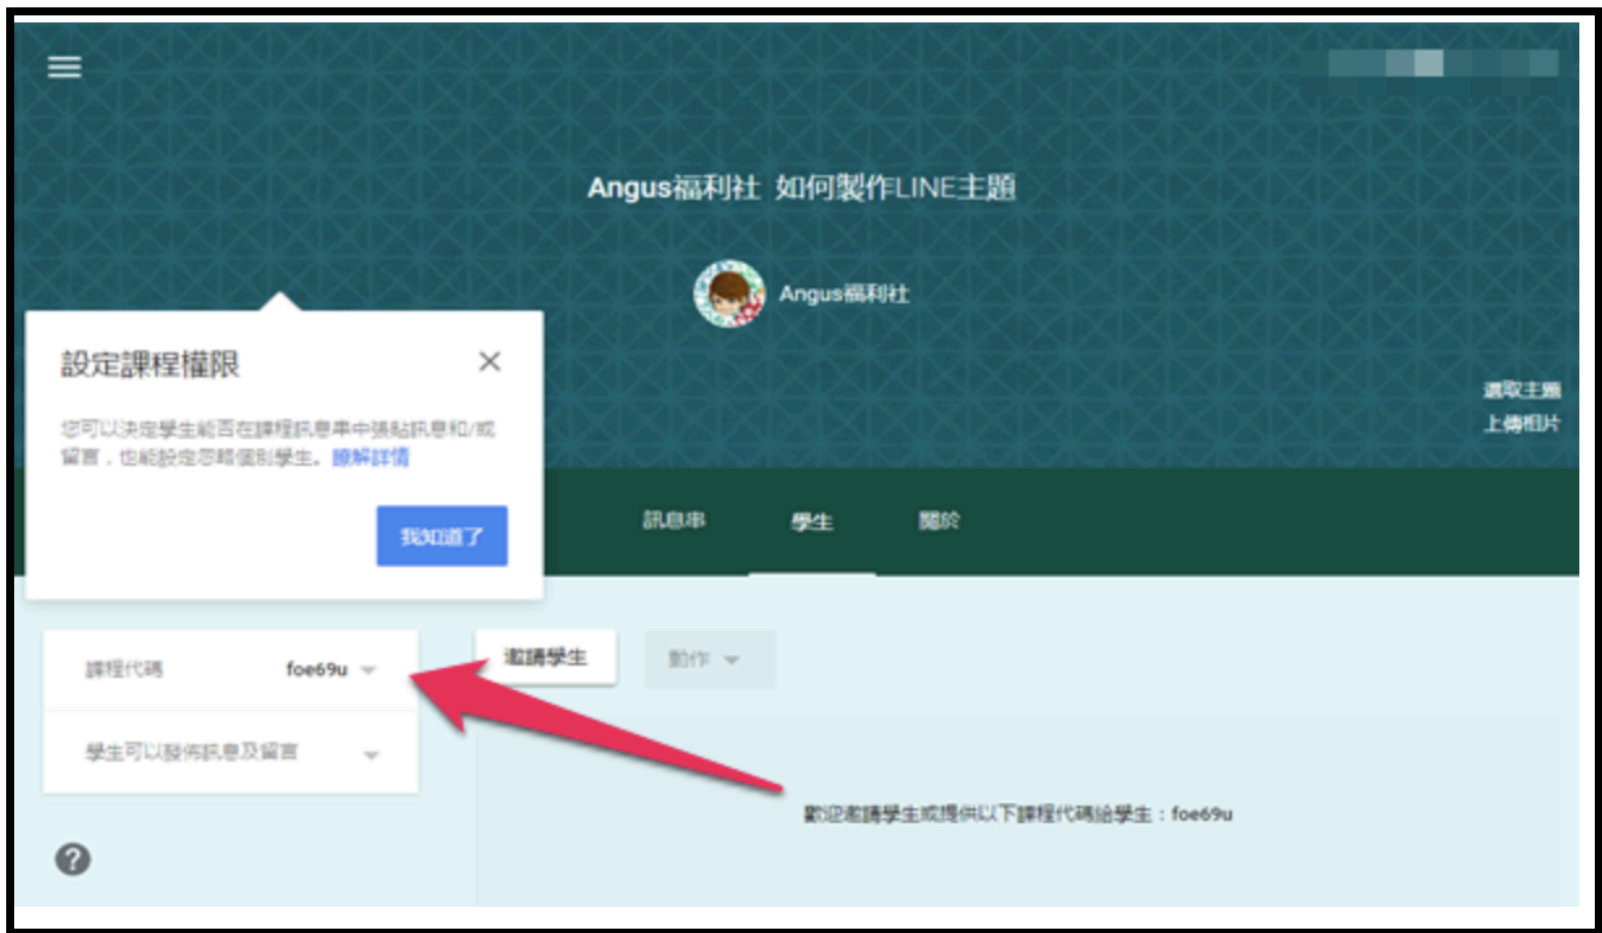 Angus福利社 如何製作LINE主題
Angus福利社
設定課程權限
您可以決定學生能否在課程訊息串中張貼訊息和/或
留言，也能設定忽略個別學生。瞭解詳情
我知道了
選取主題
上傳相片
訊息串
學生
關於
課程代碼 foe69u
學生可以發佈訊息及留言
邀請學生
動作
歡迎邀請學生或提供以下課程代碼給學生：foe69u